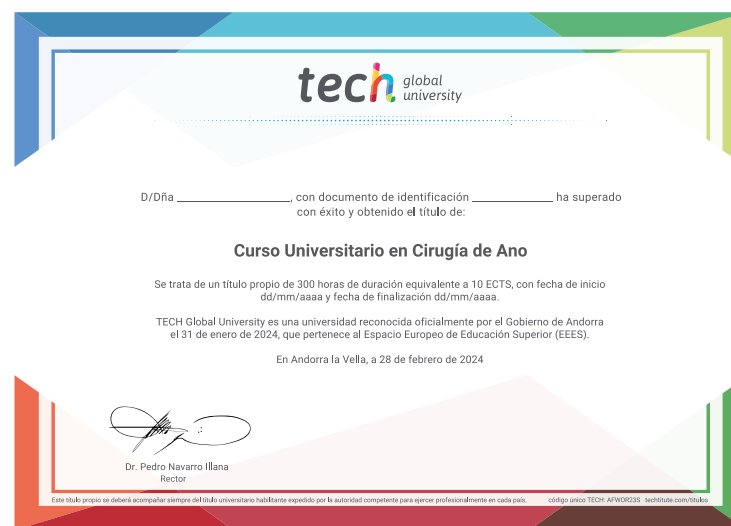 tech global
university
D/Dña ____________________, con documento de identificación ______________ ha superado
con éxito y obtenido el título de:
Curso Universitario en Cirugía de Ano
Se trata de un título propio de 300 horas de duración equivalente a 10 ECTS, con fecha de inicio
dd/mm/aaaa y fecha de finalización dd/mm/aaaa.
TECH Global University es una universidad reconocida oficialmente por el Gobierno de Andorra
el 31 de enero de 2024, que pertenece al Espacio Europeo de Educación Superior (EEES).
En Andorra la Vella, a 28 de febrero de 2024
Dr. Pedro Navarro Illana
Rector
Este título propio se deberá acompañar siempre del título universitario habilitante expedido por la autoridad competente para ejercer profesionalmente en cada país. código único TECH: AFWOR23S techtitute.com/titulos